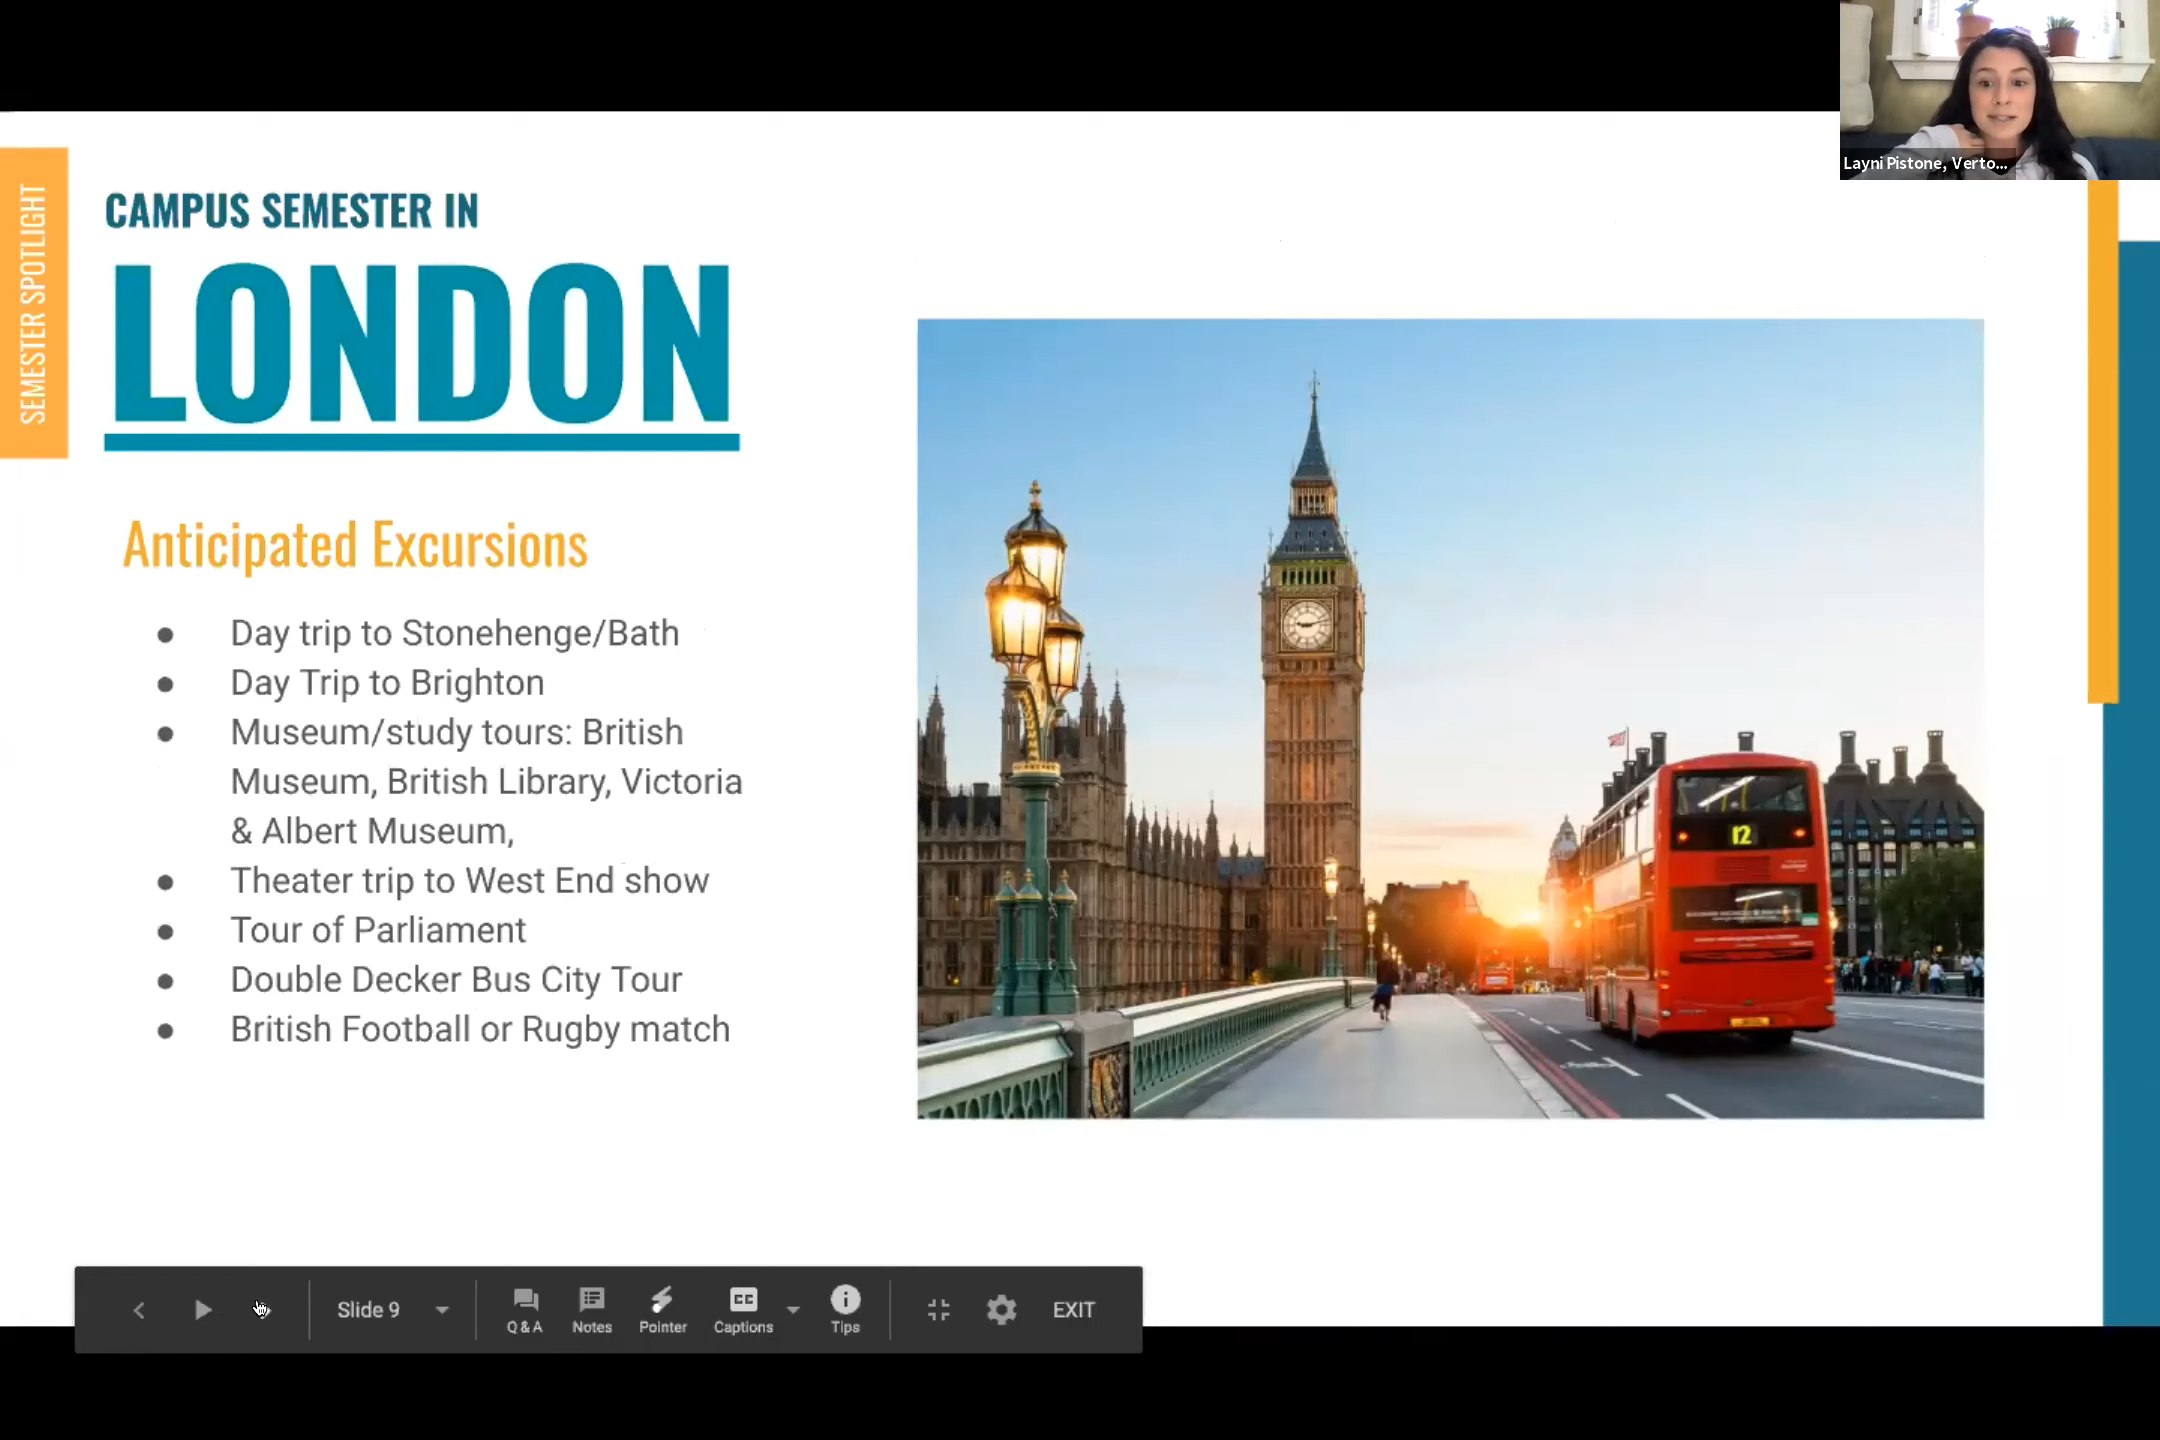 Layni Pistone, Verto...
SEMESTER SPOTLIGHT
CAMPUS SEMESTER IN
LONDON
Anticipated Excursions
● Day trip to Stonehenge/Bath
● Day Trip to Brighton
● Museum/study tours: British
Museum, British Library, Victoria
& Albert Museum,
● Theater trip to West End show
● Tour of Parliament
● Double Decker Bus City Tour
● British Football or Rugby match
12
Slide 9
Q & A
Notes
Pointer
CC
Captions
Tips
EXIT